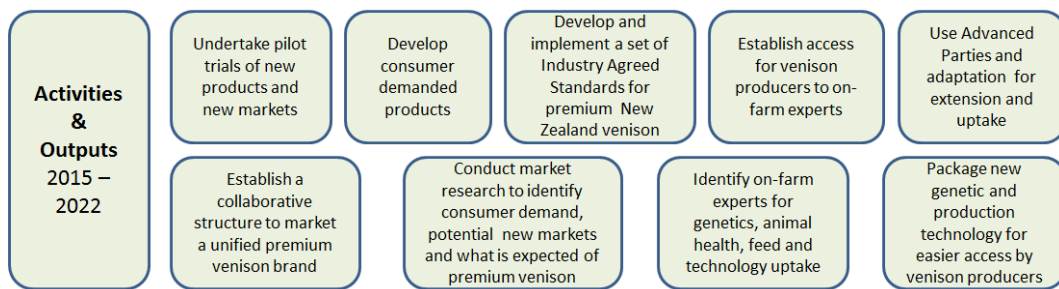 Activities
&
Outputs
2015 –
2022
Undertake pilot
trials of new
products and
new markets
Develop
consumer
demanded
products
Develop and
implement a set of
Industry Agreed
Standards for
premium New
Zealand venison
Establish access
for venison
producers to on-
farm experts
Use Advanced
Parties and
adaptation for
extension and
uptake
Establish a
collaborative
structure to market
a unified premium
venison brand
Conduct market
research to identify
consumer demand,
potential new markets
and what is expected of
premium venison
Identify on-farm
experts for
genetics, animal
health, feed and
technology uptake
Package new
genetic and
production
technology for
easier access by
venison producers